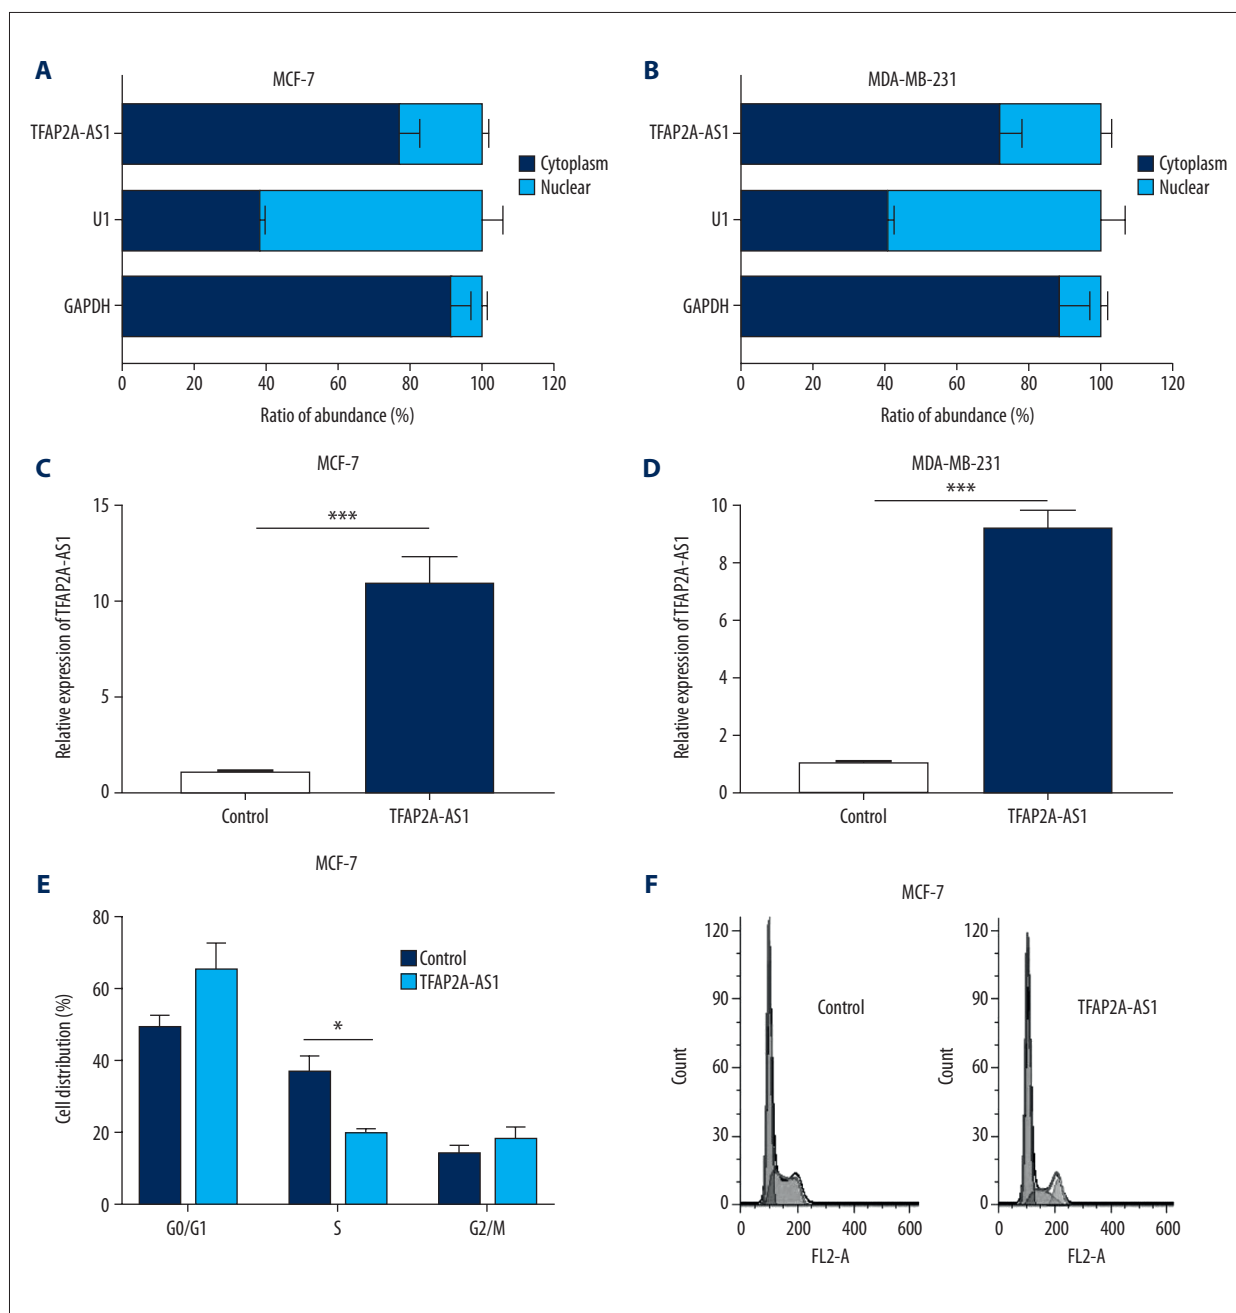 A
MCF-7
TFAP2A-AS1
U1
GAPDH
0 20 40 60 80 100 120
Ratio of abundance (%)
Cytoplasm
Nuclear
B
MDA-MB-231
TFAP2A-AS1
U1
GAPDH
0 20 40 60 80 100 120
Ratio of abundance (%)
Cytoplasm
Nuclear
C
MCF-7
Relative expression of TFAP2A-AS1
15
10
5
0
***
Control TFAP2A-AS1
D
MDA-MB-231
Relative expression of TFAP2A-AS1
10
8
6
4
2
0
***
Control TFAP2A-AS1
E
MCF-7
Cell distribution (%)
80
60
40
20
0
*
Control
TFAP2A-AS1
G0/G1 S G2/M
F
MCF-7
Count
120
90
60
30
0
Control
0 200 400 600
FL2-A
Count
120
90
60
30
0
TFAP2A-AS1
0 200 400 600
FL2-A